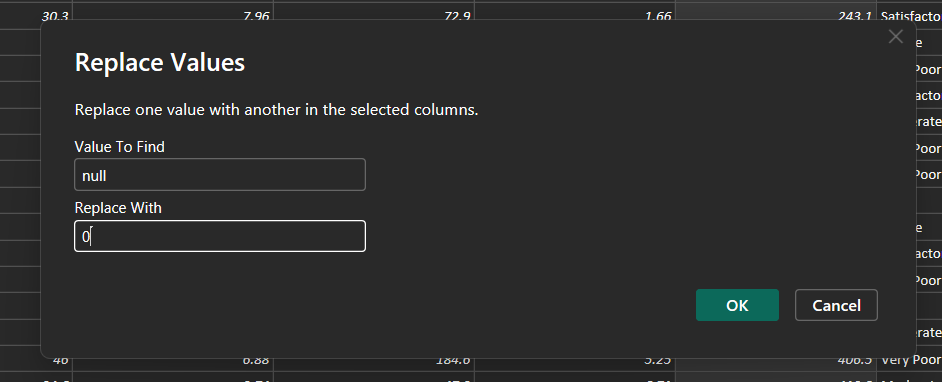 30.3 7.96 72.9 1.66 243.1 Satisfacto
e
Replace Values
Poor
acto
Replace one value with another in the selected columns.
erate
Value To Find
Poor
null
Poor
Replace With
0
e
acto
Poor
OK Cancel
erate
46 6.88 184.6 5.25 406.5 Very Poor